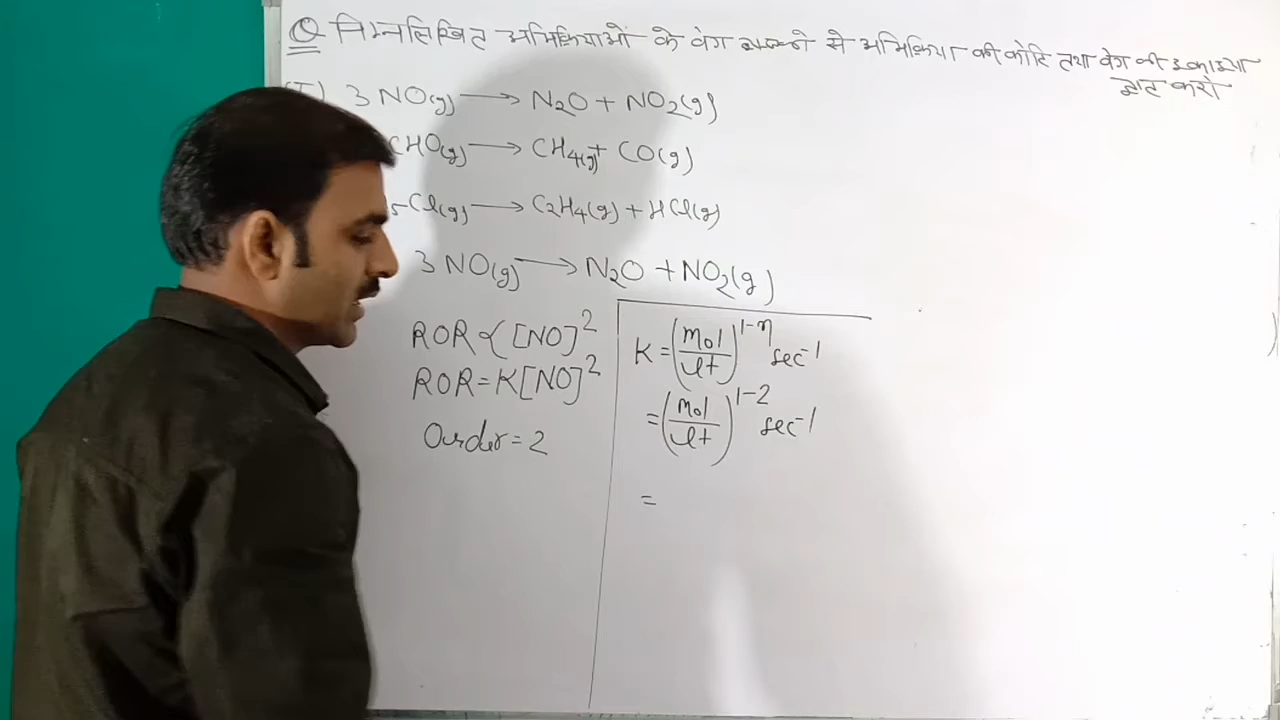 Q निम्नलिखित अभिक्रियाओं के वेग से अभिक्रिया की कोटि तथा वेग की इकाइया
ज्ञात करो
(I) 3 NO(g) ⟶ N₂O + NO₂(g)
CHO(g) ⟶ CH₄(g) + CO(g)
₅Cl(g) ⟶ C₂H₄(g) + HCl(g)
3 NO(g) ⟶ N₂O + NO₂(g)
ROR ∝ [NO]²
ROR = K[NO]²
Order = 2
K = (mol/lt)^1-n sec⁻¹
= (mol/lt)^1-2 sec⁻¹
=